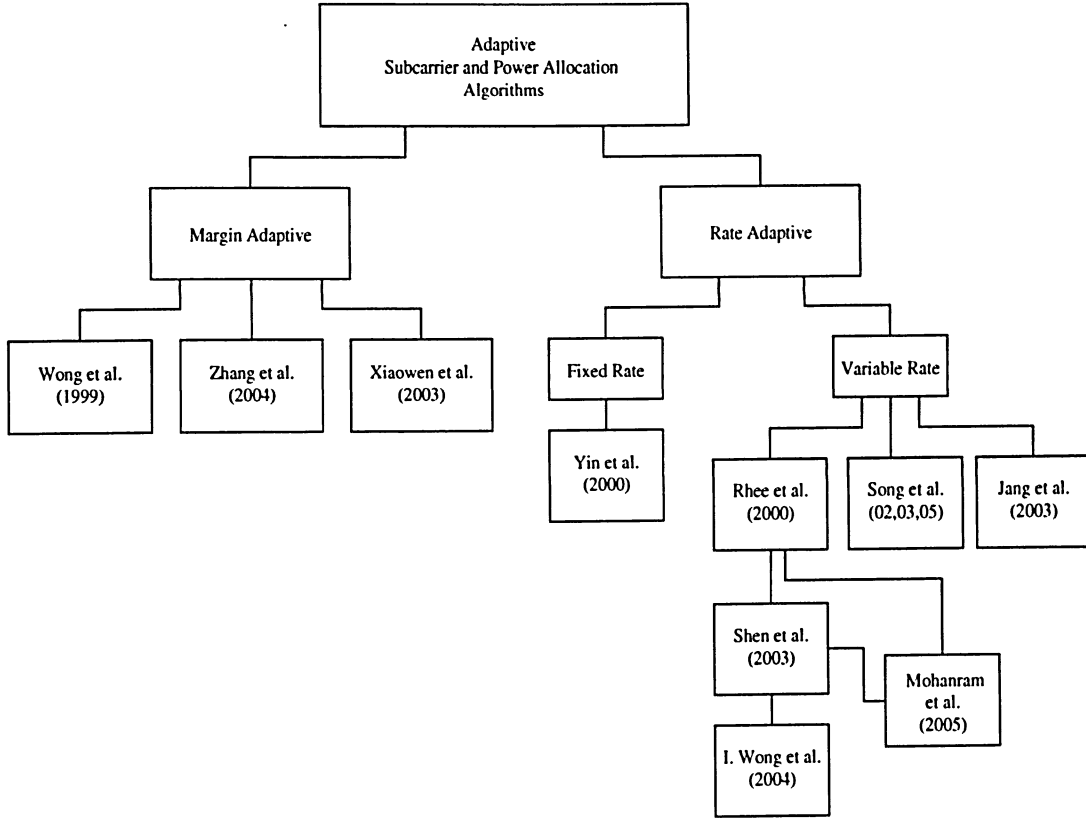 Adaptive
Subcarrier and Power Allocation
Algorithms
Margin Adaptive
Rate Adaptive
Wong et al.
(1999)
Zhang et al.
(2004)
Xiaowen et al.
(2003)
Fixed Rate
Variable Rate
Yin et al.
(2000)
Rhee et al.
(2000)
Song et al.
(02,03,05)
Jang et al.
(2003)
Shen et al.
(2003)
Mohanram
et al.
(2005)
I. Wong et al.
(2004)